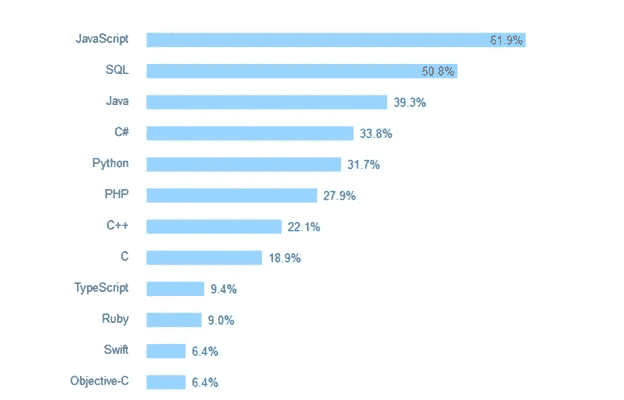 JavaScript 61.9%
SQL 50.8%
Java 39.3%
C# 33.8%
Python 31.7%
PHP 27.9%
C++ 22.1%
C 18.9%
TypeScript 9.4%
Ruby 9.0%
Swift 6.4%
Objective-C 6.4%